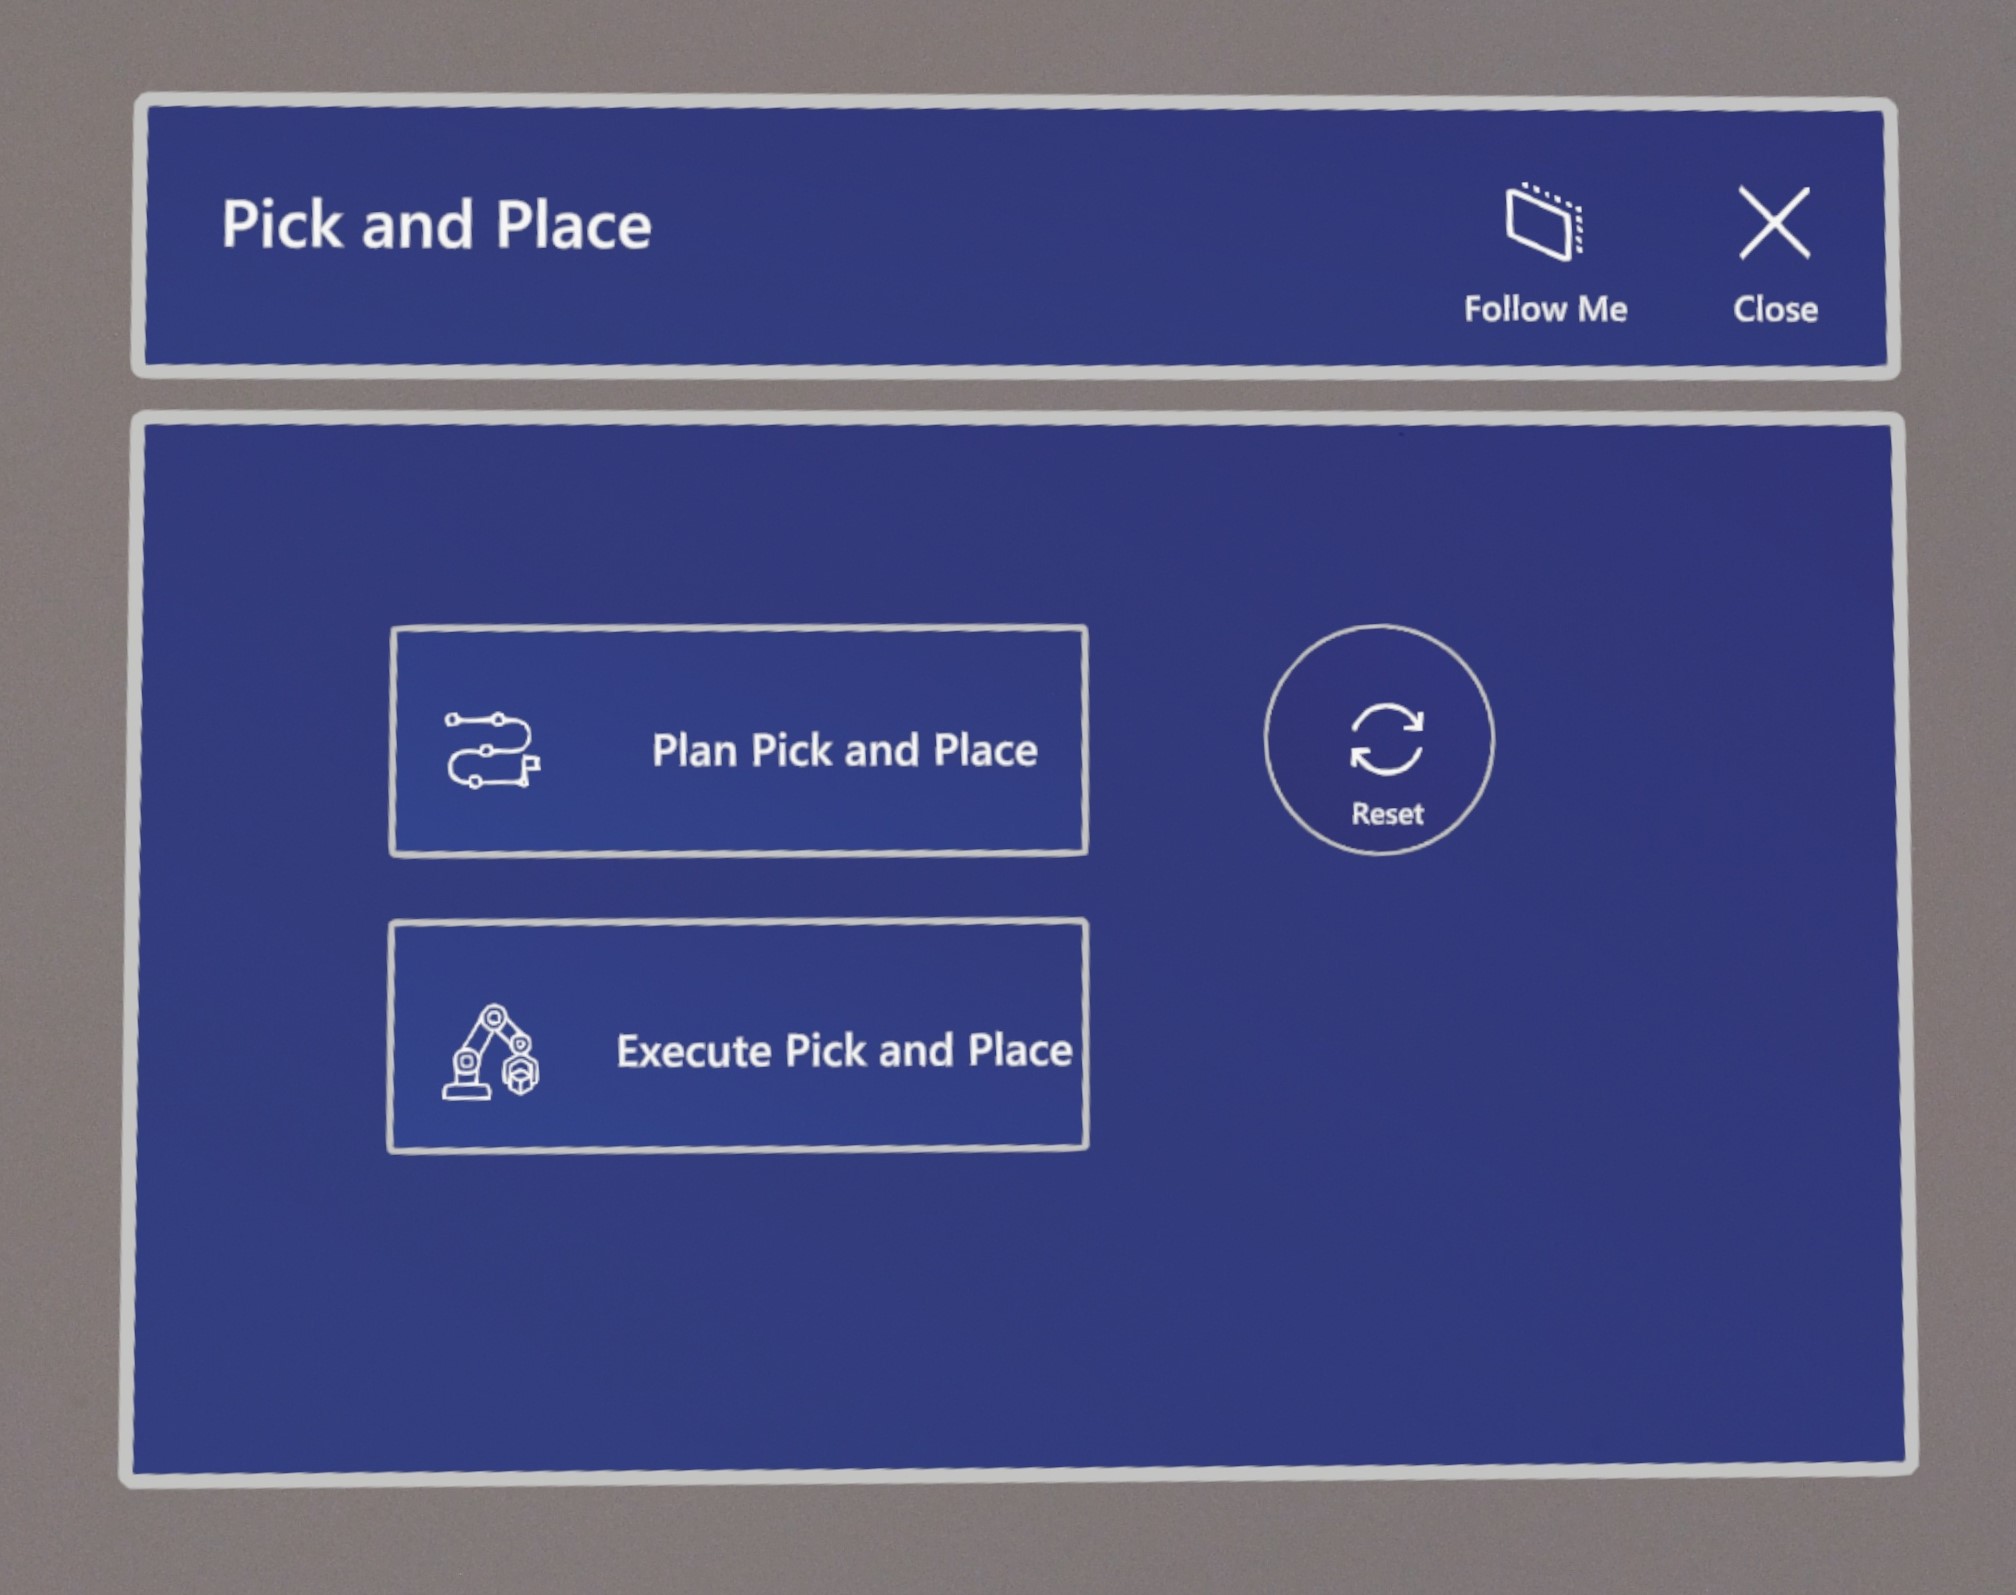 Pick and Place
Follow Me
Close
Plan Pick and Place
Reset
Execute Pick and Place